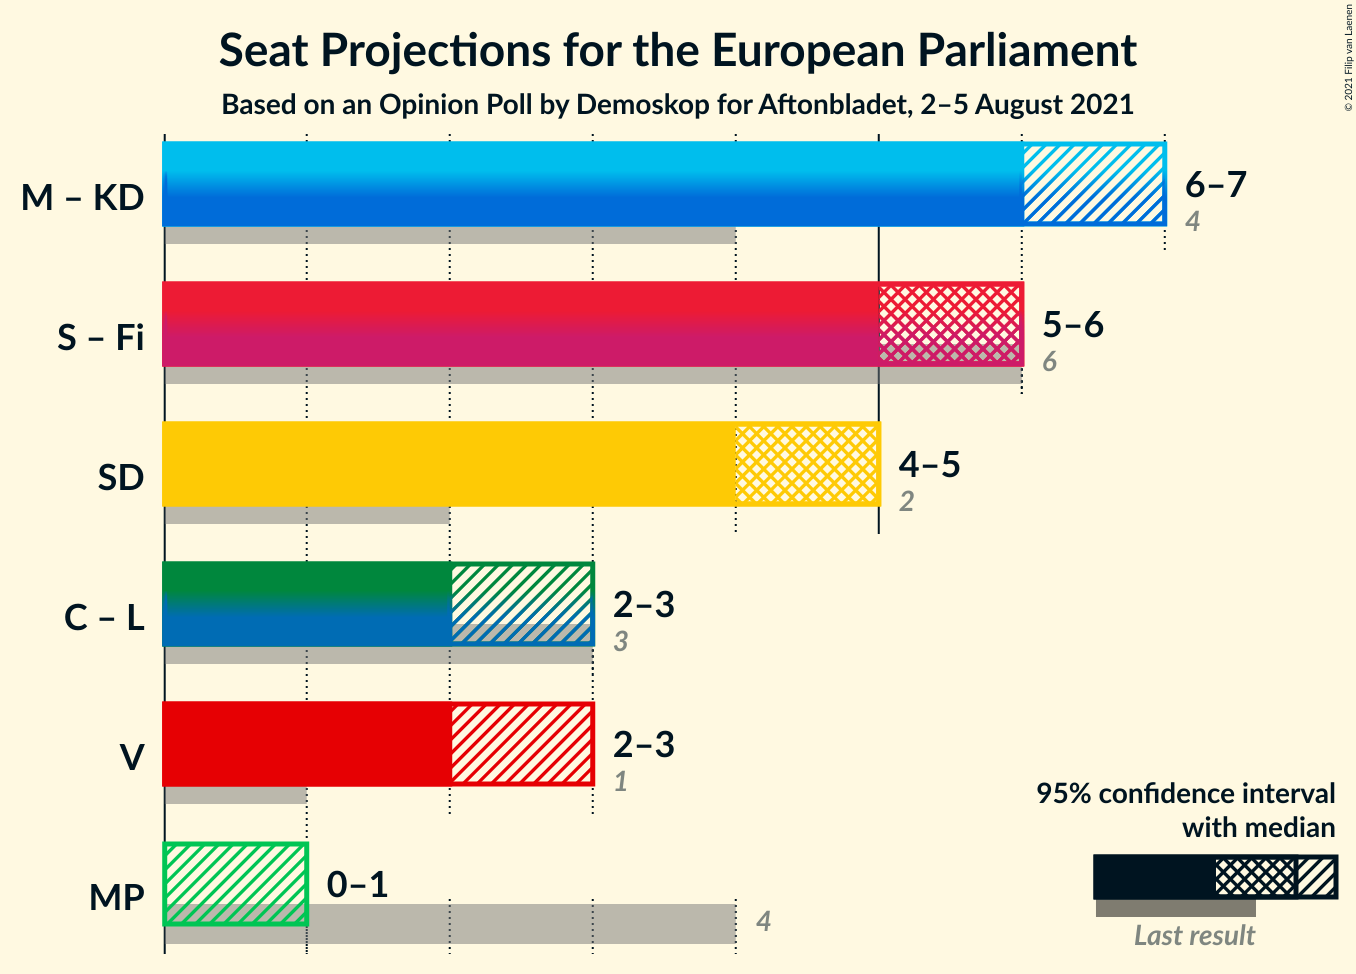 Seat Projections for the European Parliament
Based on an Opinion Poll by Demoskop for Aftonbladet, 2–5 August 2021
© 2021 Filip van Laenen
M – KD
6–7
4
S – Fi
5–6
6
SD
4–5
2
C – L
2–3
3
V
2–3
1
MP
0–1
4
95% confidence interval
with median
Last result